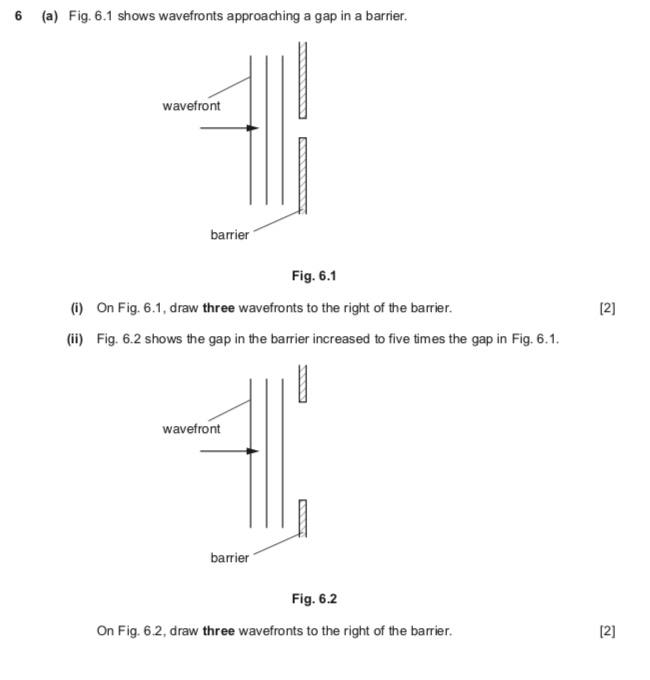 6 (a) Fig. 6.1 shows wavefronts approaching a gap in a barrier.
wavefront
barrier
Fig. 6.1
(i) On Fig. 6.1, draw three wavefronts to the right of the barrier. [2]
(ii) Fig. 6.2 shows the gap in the barrier increased to five times the gap in Fig. 6.1.
wavefront
barrier
Fig. 6.2
On Fig. 6.2, draw three wavefronts to the right of the barrier. [2]